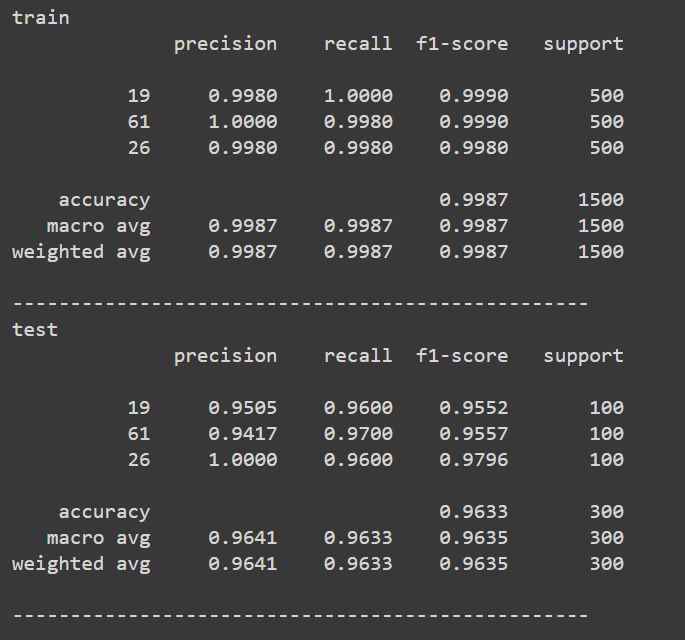 train
precision recall f1-score support
19 0.9980 1.0000 0.9990 500
61 1.0000 0.9980 0.9990 500
26 0.9980 0.9980 0.9980 500
accuracy 0.9987 1500
macro avg 0.9987 0.9987 0.9987 1500
weighted avg 0.9987 0.9987 0.9987 1500
--------------------------------------------------
test
precision recall f1-score support
19 0.9505 0.9600 0.9552 100
61 0.9417 0.9700 0.9557 100
26 1.0000 0.9600 0.9796 100
accuracy 0.9633 300
macro avg 0.9641 0.9633 0.9635 300
weighted avg 0.9641 0.9633 0.9635 300
--------------------------------------------------